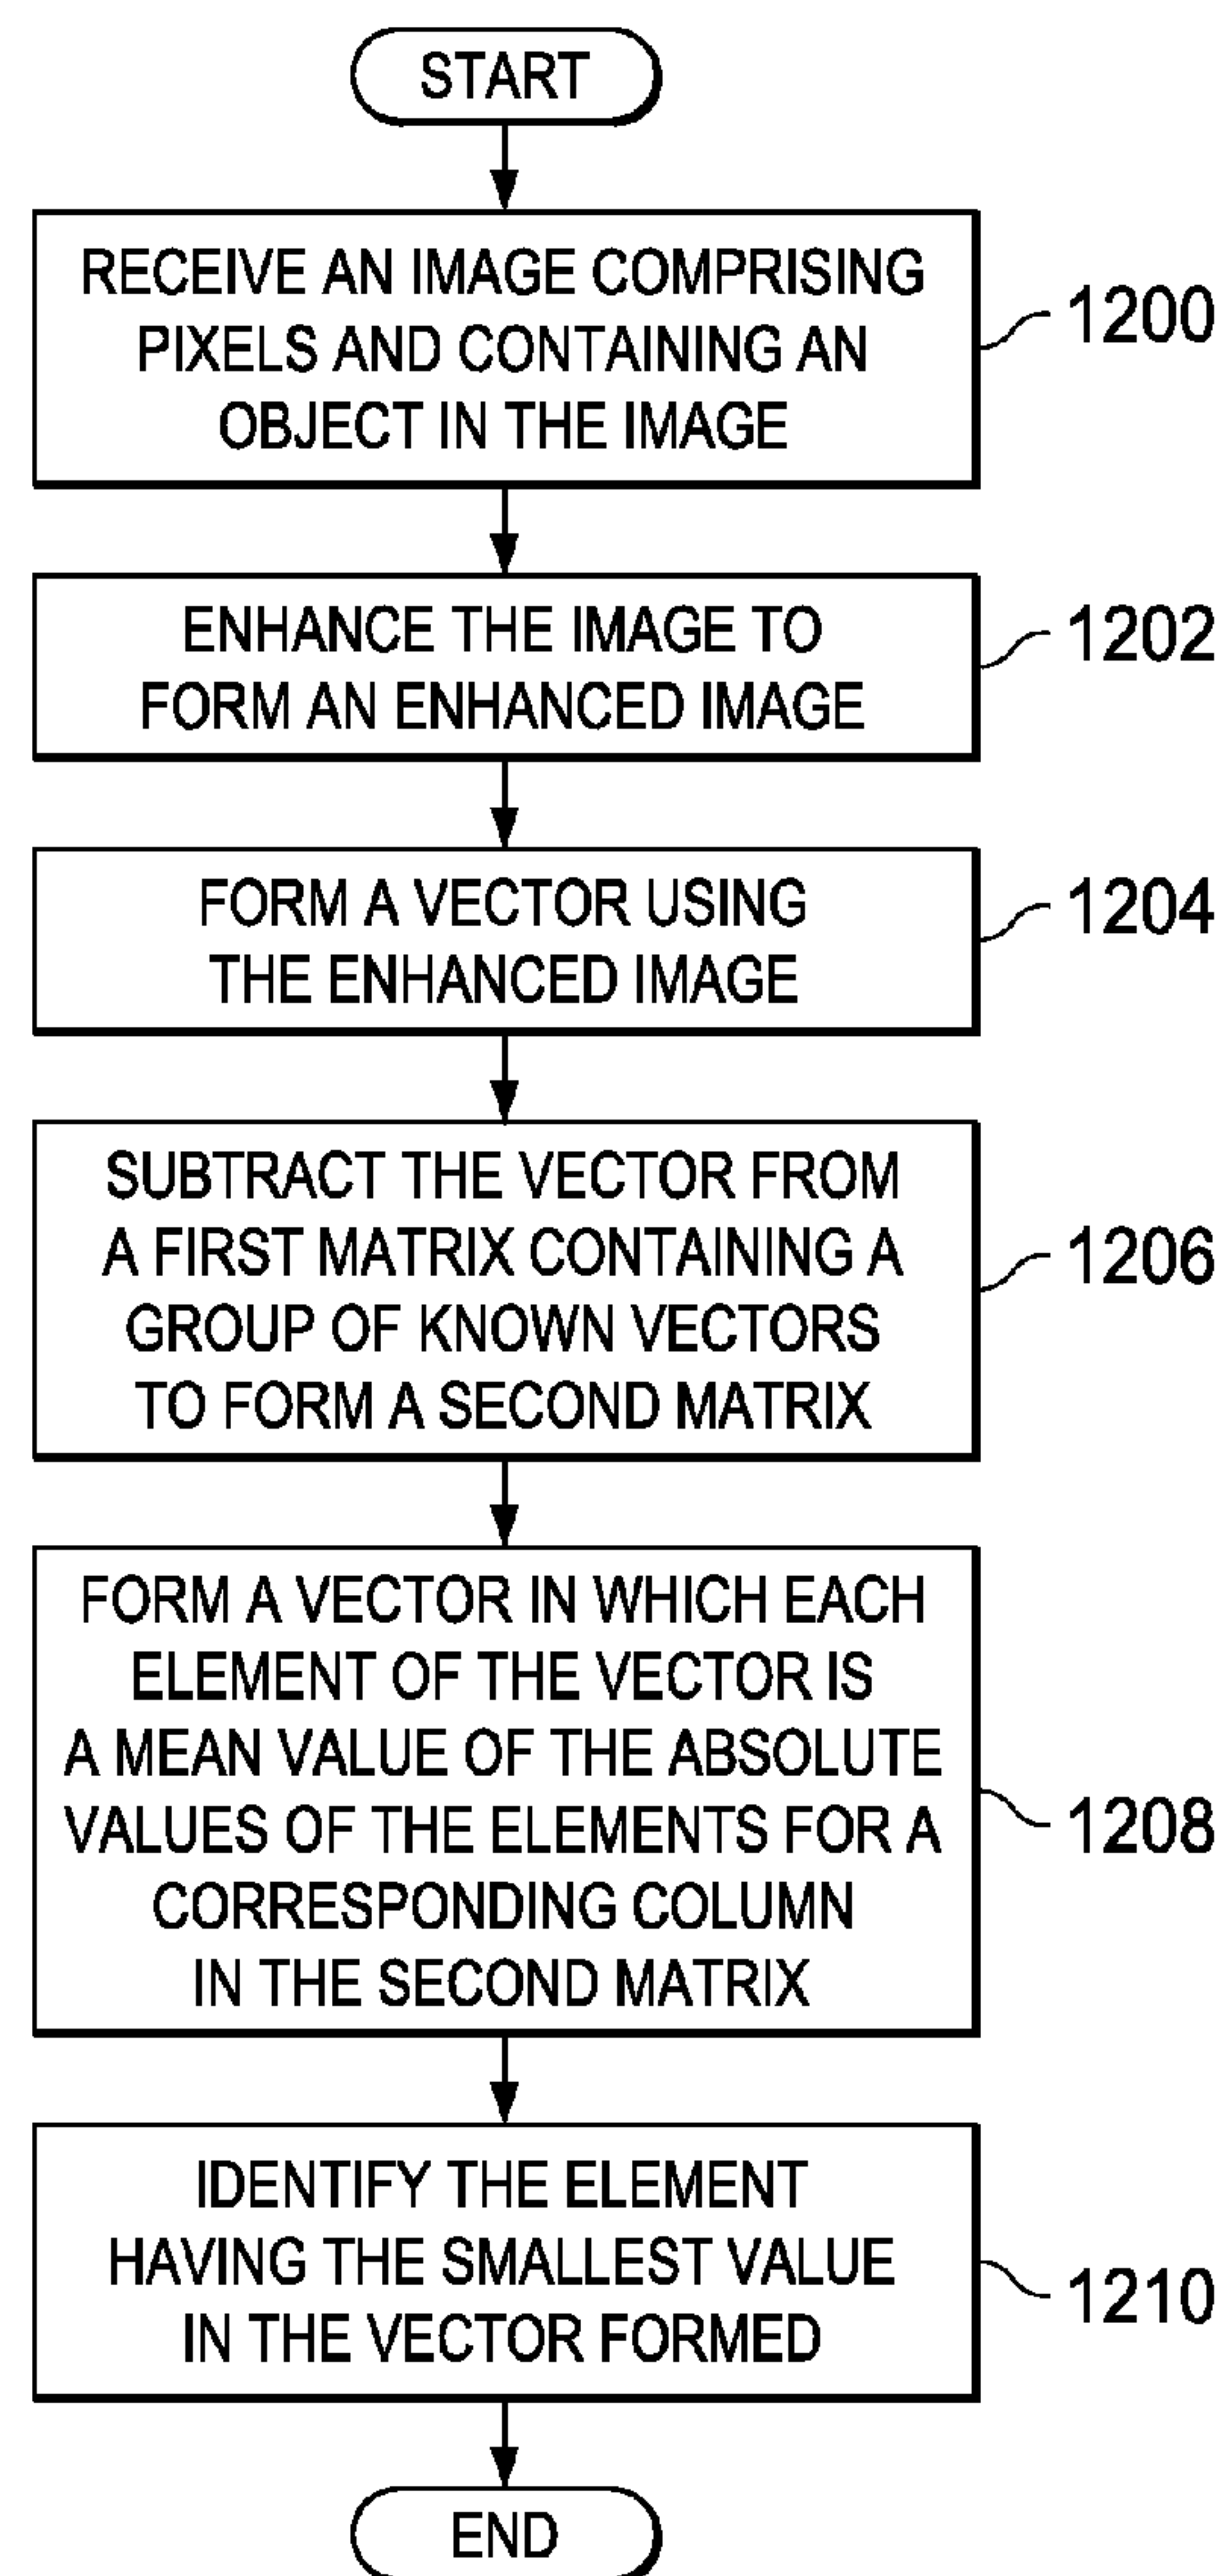 START
RECEIVE AN IMAGE COMPRISING
PIXELS AND CONTAINING AN
OBJECT IN THE IMAGE
1200
ENHANCE THE IMAGE TO
FORM AN ENHANCED IMAGE
1202
FORM A VECTOR USING
THE ENHANCED IMAGE
1204
SUBTRACT THE VECTOR FROM
A FIRST MATRIX CONTAINING A
GROUP OF KNOWN VECTORS
TO FORM A SECOND MATRIX
1206
FORM A VECTOR IN WHICH EACH
ELEMENT OF THE VECTOR IS
A MEAN VALUE OF THE ABSOLUTE
VALUES OF THE ELEMENTS FOR A
CORRESPONDING COLUMN
IN THE SECOND MATRIX
1208
IDENTIFY THE ELEMENT
HAVING THE SMALLEST VALUE
IN THE VECTOR FORMED
1210
END